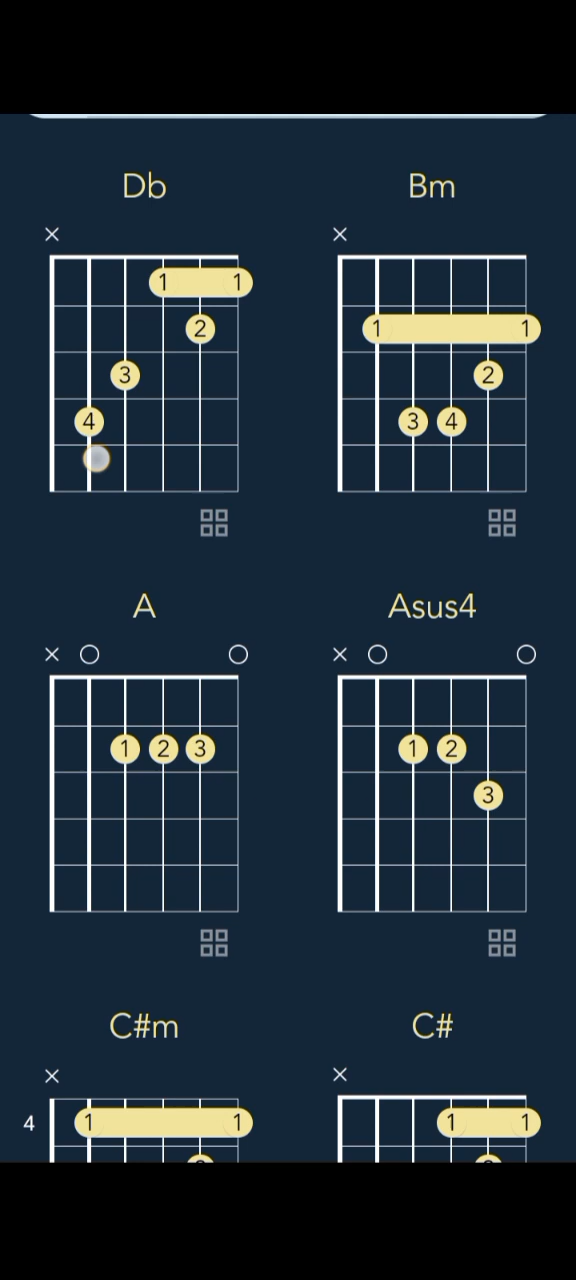 Db Bm
× ×
1 1
2 1 1
3 2
4 3 4
A Asus4
× O O × O O
1 2 3 1 2
3
C#m C#
× ×
4 1 1 1 1